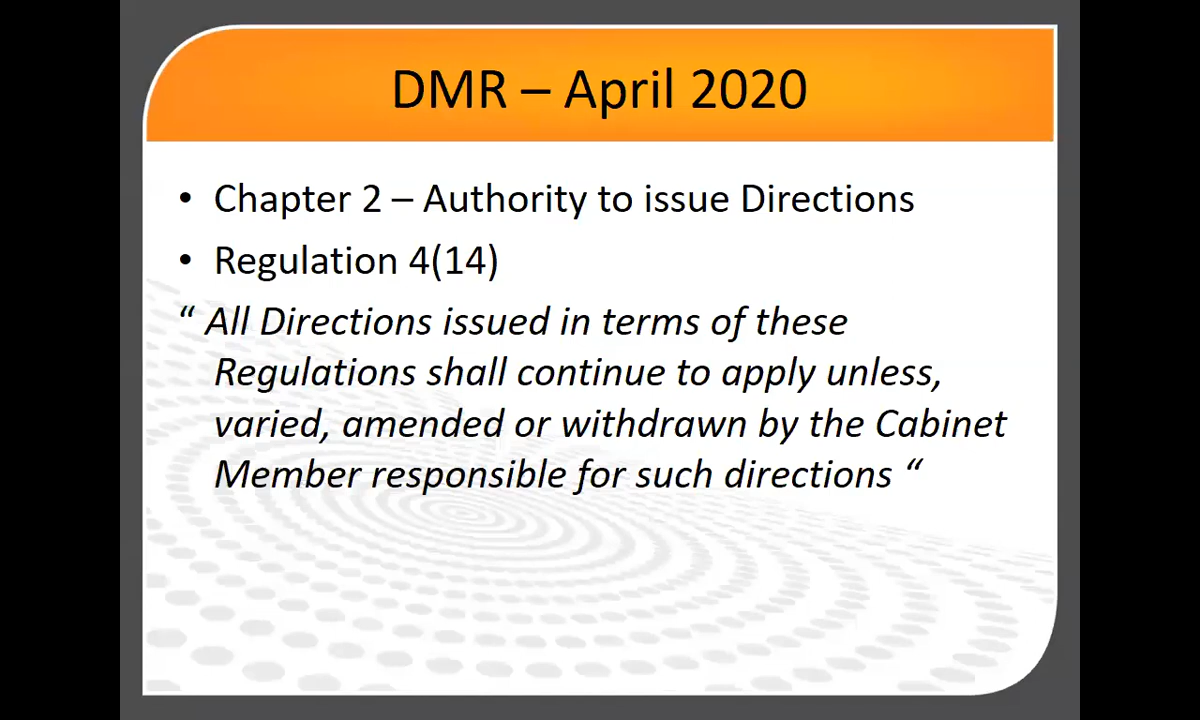 DMR – April 2020
• Chapter 2 – Authority to issue Directions
• Regulation 4(14)
“ All Directions issued in terms of these
Regulations shall continue to apply unless,
varied, amended or withdrawn by the Cabinet
Member responsible for such directions “